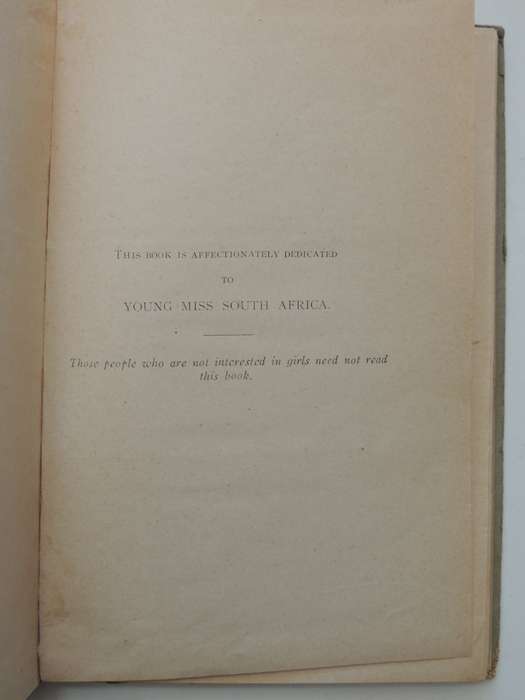 THIS BOOK IS AFFECTIONATELY DEDICATED
TO
YOUNG MISS SOUTH AFRICA.
Those people who are not interested in girls need not read
this book.